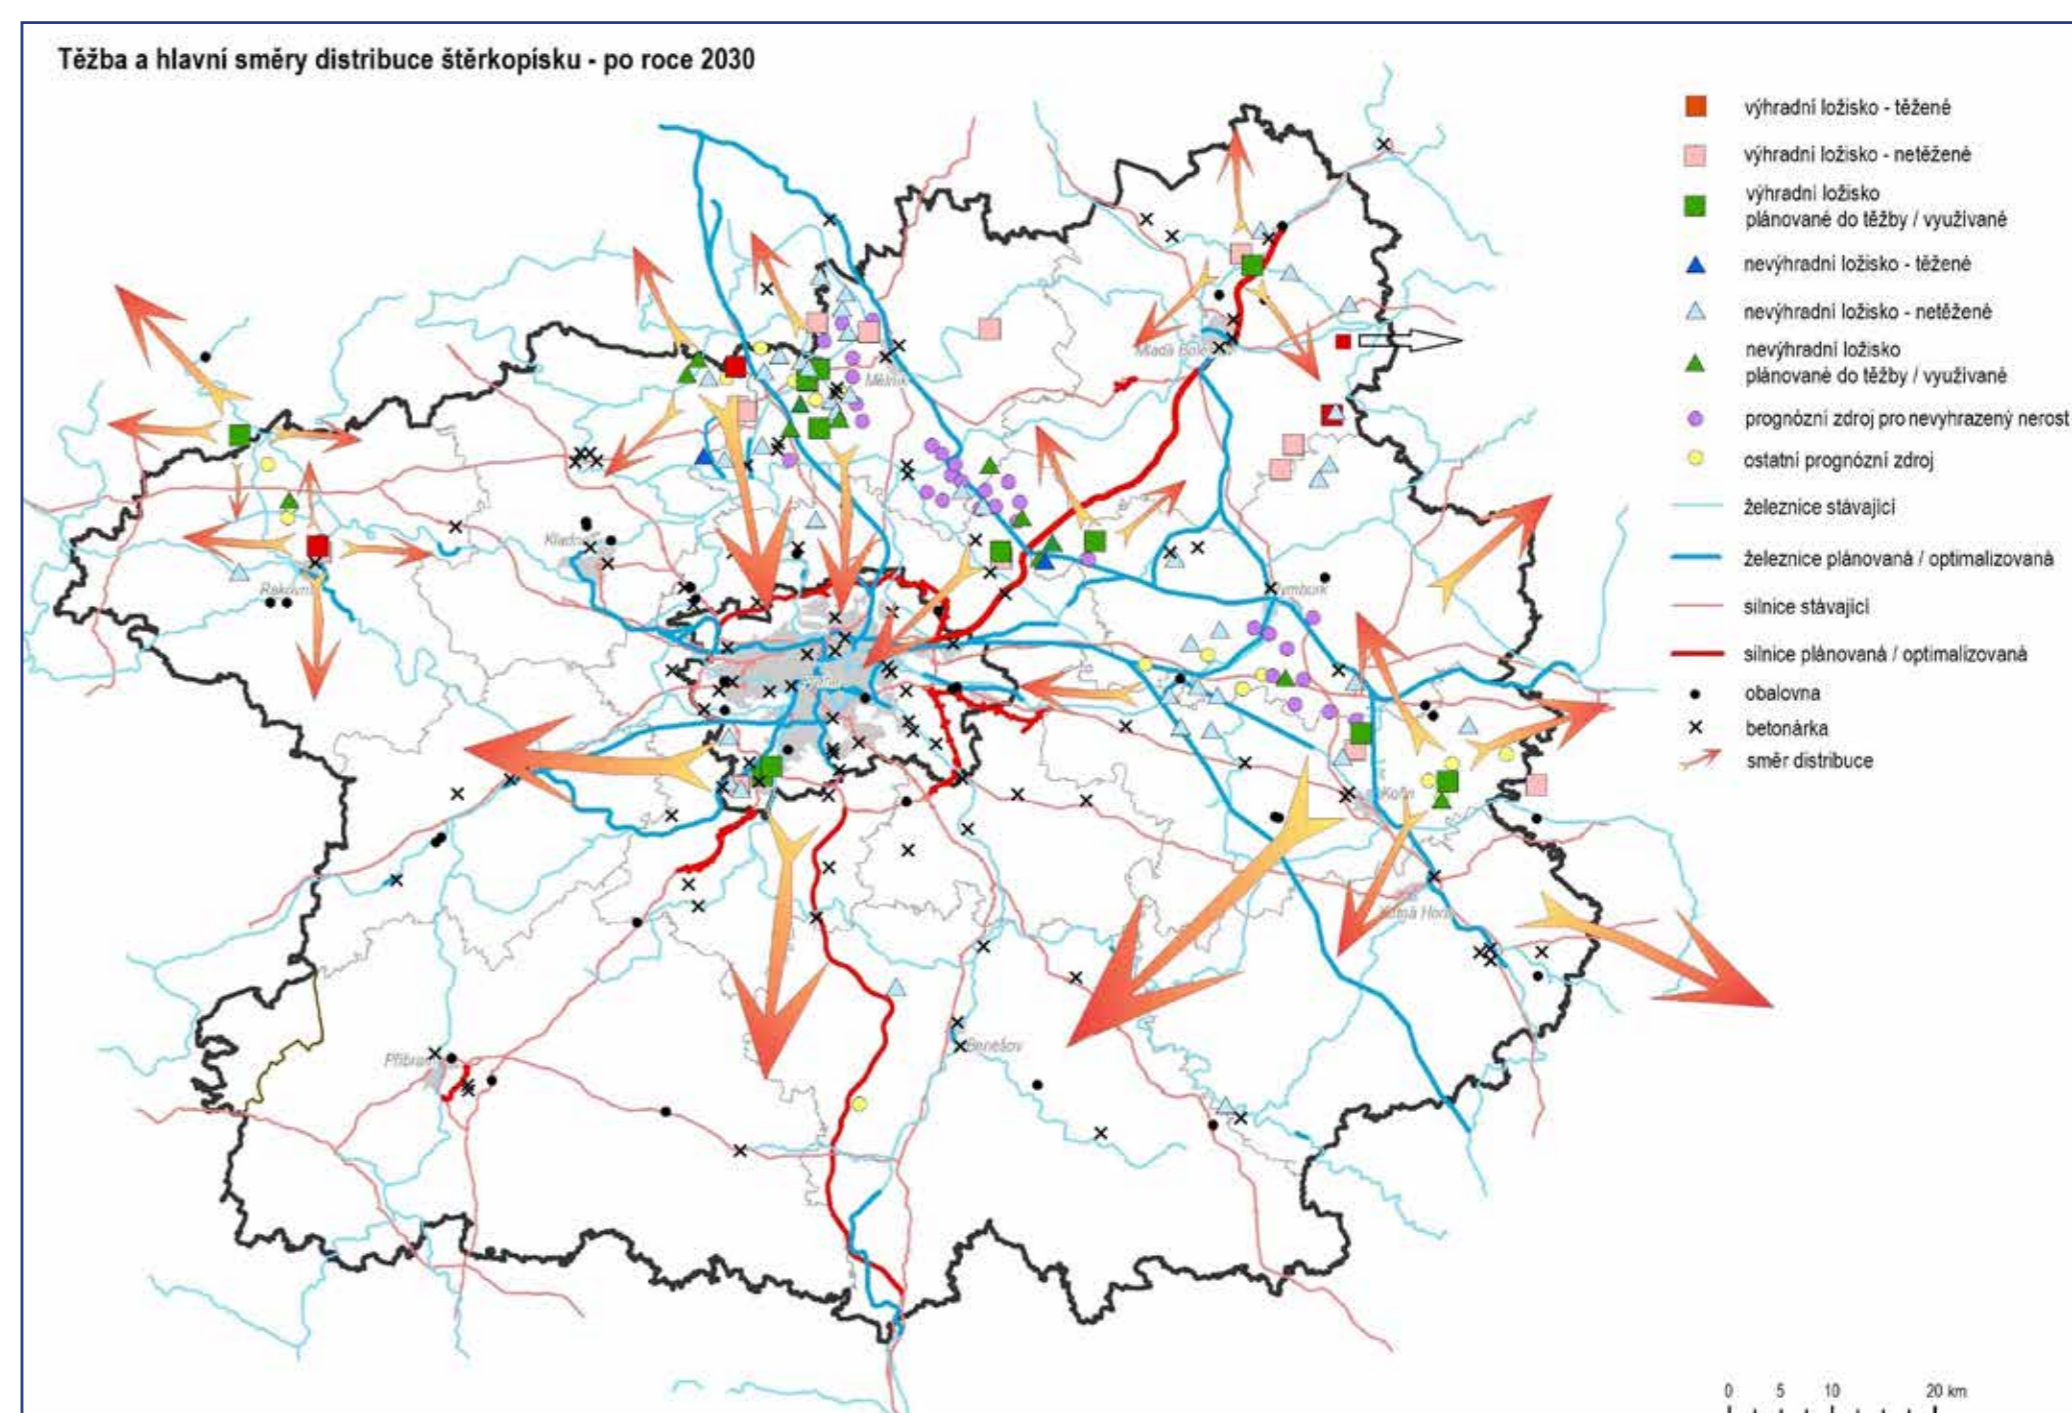 Těžba a hlavní směry distribuce štěrkopísku - po roce 2030
výhradní ložisko - těžené
výhradní ložisko - netěžené
výhradní ložisko
plánované do těžby / využívané
nevýhradní ložisko - těžené
nevýhradní ložisko - netěžené
nevýhradní ložisko
plánované do těžby / využívané
prognózní zdroj pro nevyhrazený nerost
ostatní prognózní zdroj
železnice stávající
železnice plánovaná / optimalizovaná
silnice stávající
silnice plánovaná / optimalizovaná
obalovna
betonárka
směr distribuce
Mladá
Mělník
Kladno
Praha
Kolín
Hora
Příbram
Benešov
0 5 10 20 km